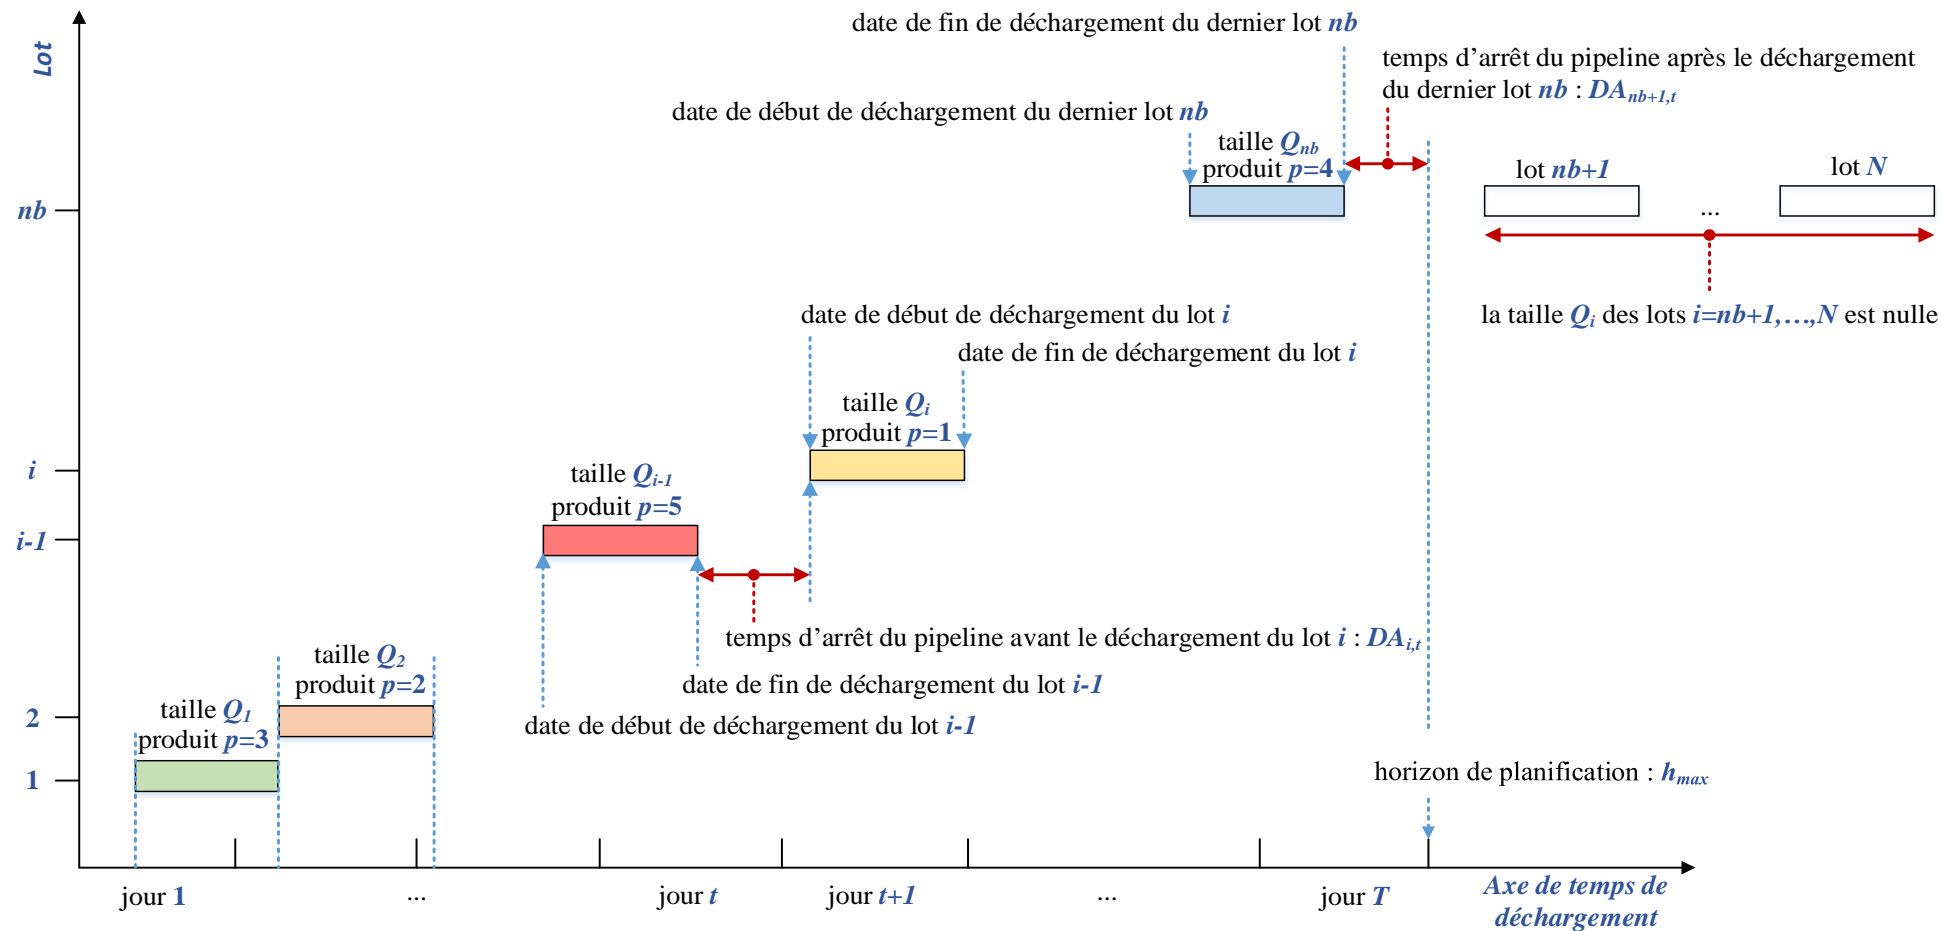 date de fin de déchargement du dernier lot nb
Lot
temps d’arrêt du pipeline après le déchargement
du dernier lot nb : DAnb+1,t
date de début de déchargement du dernier lot nb
taille Qnb
produit p=4
lot nb+1
lot N
nb
...
date de début de déchargement du lot i
la taille Qi des lots i=nb+1,…,N est nulle
date de fin de déchargement du lot i
taille Qi
produit p=1
i
taille Qi-1
produit p=5
i-1
temps d’arrêt du pipeline avant le déchargement du lot i : DAi,t
taille Q2
produit p=2
date de fin de déchargement du lot i-1
2
taille Q1
produit p=3
date de début de déchargement du lot i-1
1
horizon de planification : hmax
jour 1
...
jour t
jour t+1
...
jour T
Axe de temps de
déchargement